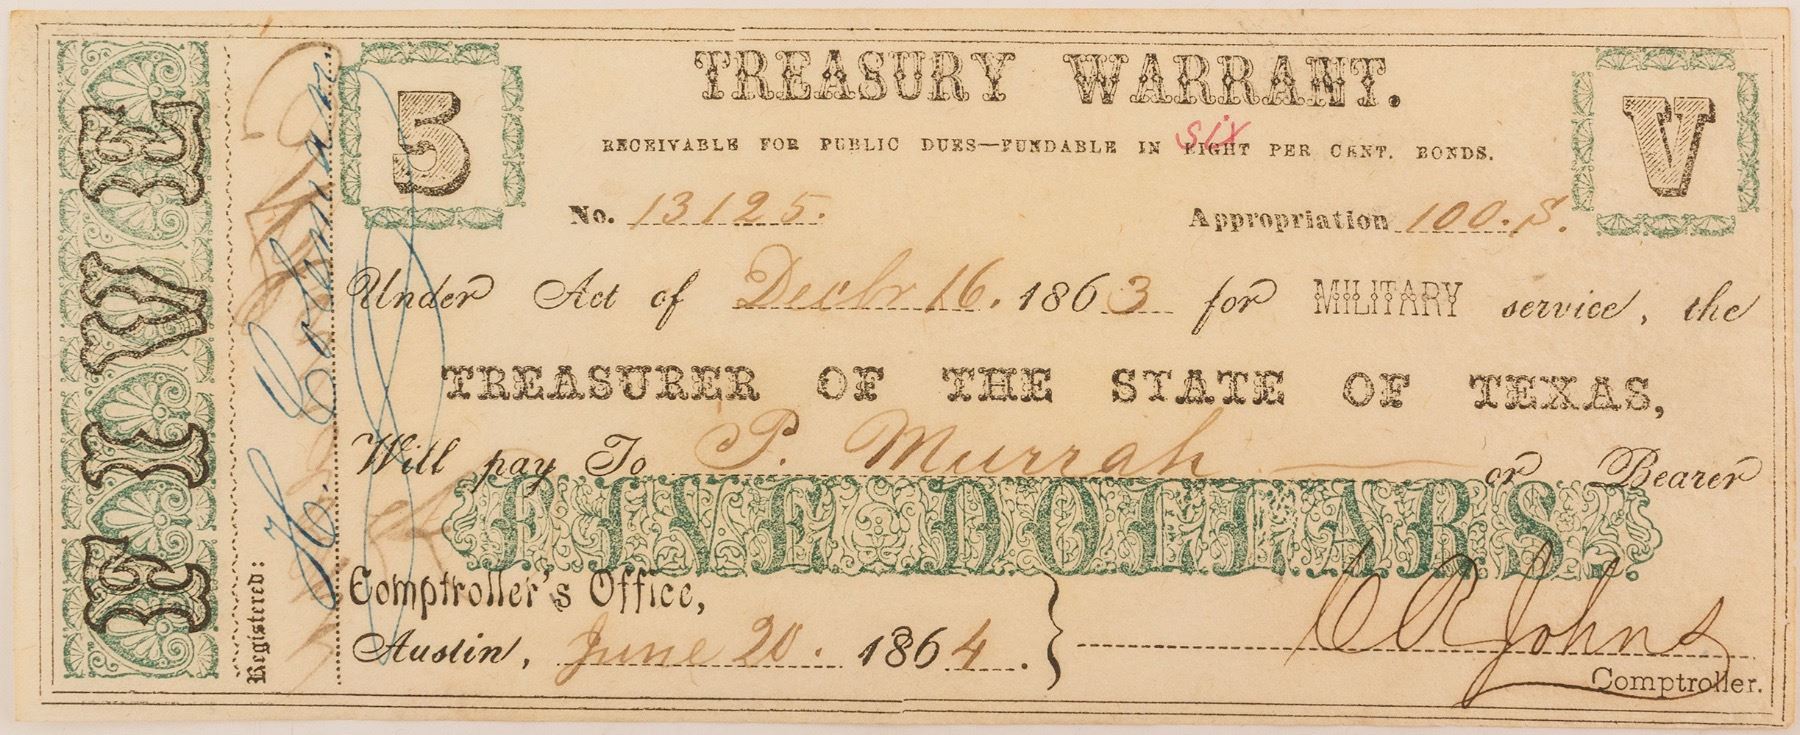 FIVE
Registered:
H. Coleman
5
TREASURY WARRANT.
V
RECEIVABLE FOR PUBLIC DUES—FUNDABLE IN EIGHT six PER CENT. BONDS.
No. 13125.
Appropriation 100.S.
Under Act of Decbr 16. 1863 for MILITARY service, the
TREASURER OF THE STATE OF TEXAS,
Will pay To P. Murrah or Bearer
FIVE DOLLARS.
Comptroller's Office,
Austin, June 20. 1864.
C R Johns
Comptroller.